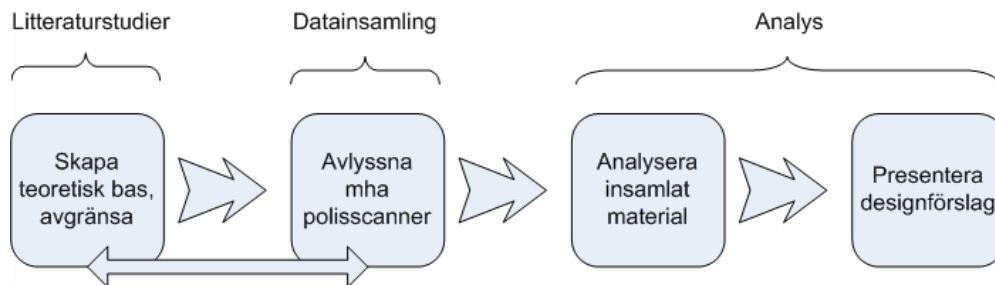 Litteraturstudier
Datainsamling
Analys
Skapa
teoretisk bas,
avgränsa
Avlyssna
mha
polisscanner
Analysera
insamlat
material
Presentera
designförslag